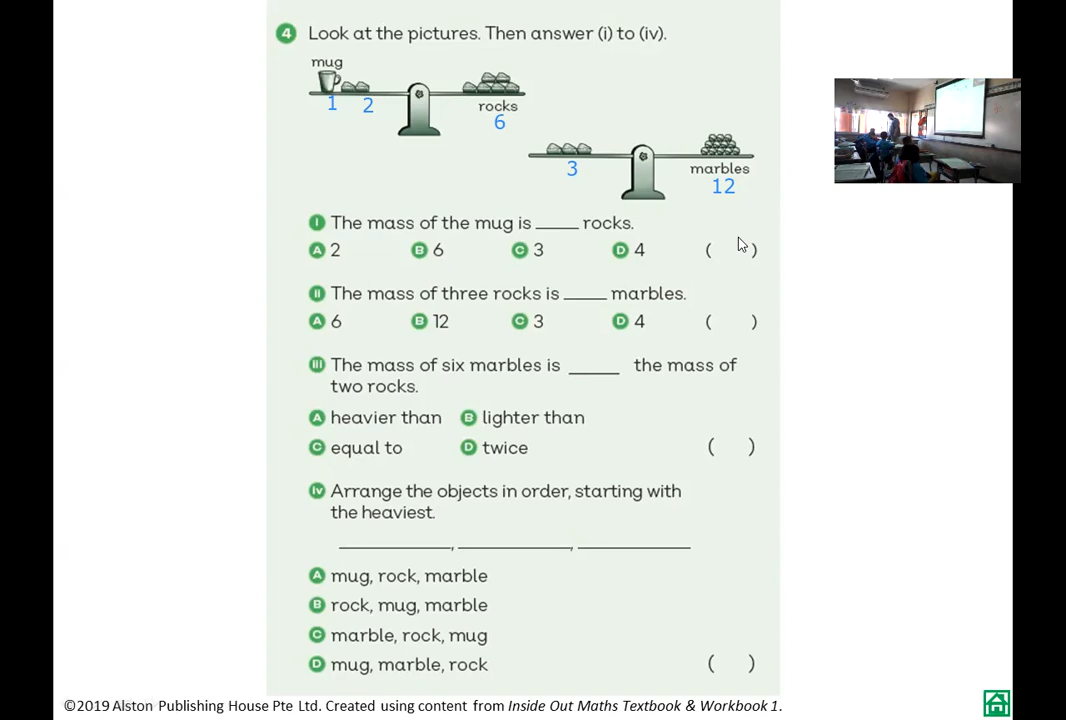 4 Look at the pictures. Then answer (i) to (iv).
mug
1 2
rocks
6
3
marbles
12
I The mass of the mug is ____ rocks.
A 2 B 6 C 3 D 4 ( )
II The mass of three rocks is ____ marbles.
A 6 B 12 C 3 D 4 ( )
III The mass of six marbles is _____ the mass of
two rocks.
A heavier than B lighter than
C equal to D twice ( )
IV Arrange the objects in order, starting with
the heaviest.
__________, __________, __________
A mug, rock, marble
B rock, mug, marble
C marble, rock, mug
D mug, marble, rock ( )
©2019 Alston Publishing House Pte Ltd. Created using content from Inside Out Maths Textbook & Workbook 1.